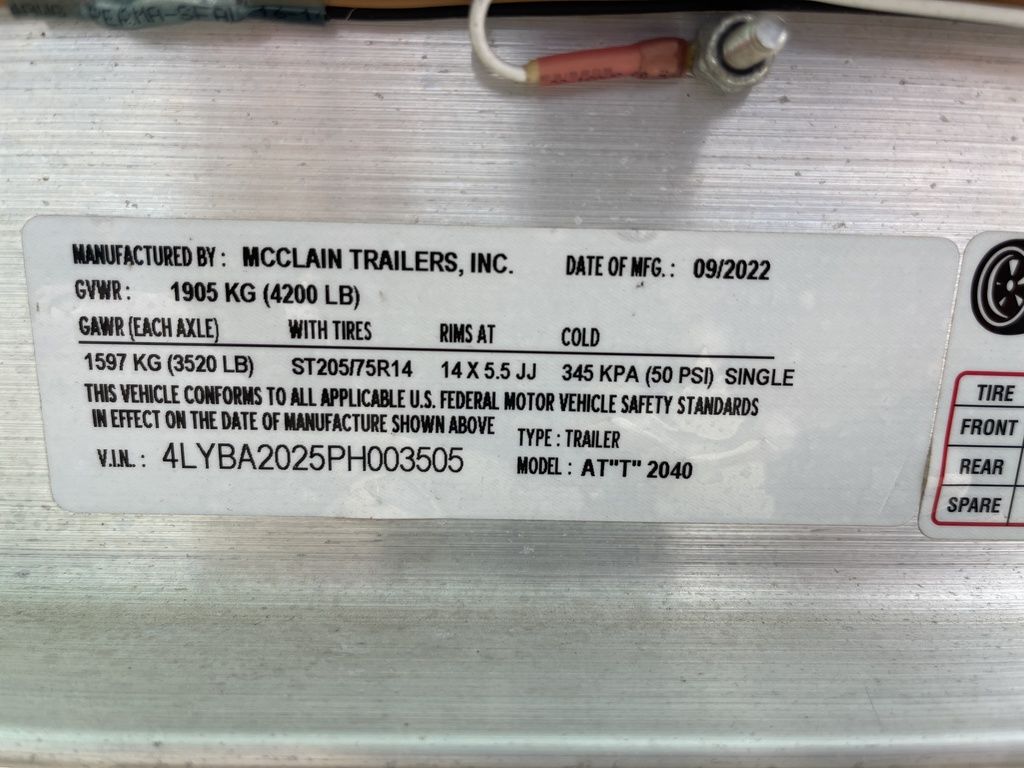 PERMA-SEAL
MANUFACTURED BY: MCCLAIN TRAILERS, INC. DATE OF MFG.: 09/2022
GVWR: 1905 KG (4200 LB)
GAWR (EACH AXLE) WITH TIRES RIMS AT COLD
1597 KG (3520 LB) ST205/75R14 14 X 5.5 JJ 345 KPA (50 PSI) SINGLE
THIS VEHICLE CONFORMS TO ALL APPLICABLE U.S. FEDERAL MOTOR VEHICLE SAFETY STANDARDS
IN EFFECT ON THE DATE OF MANUFACTURE SHOWN ABOVE
TYPE: TRAILER
V.I.N.: 4LYBA2025PH003505 MODEL: AT"T" 2040
TIRE
FRONT
REAR
SPARE